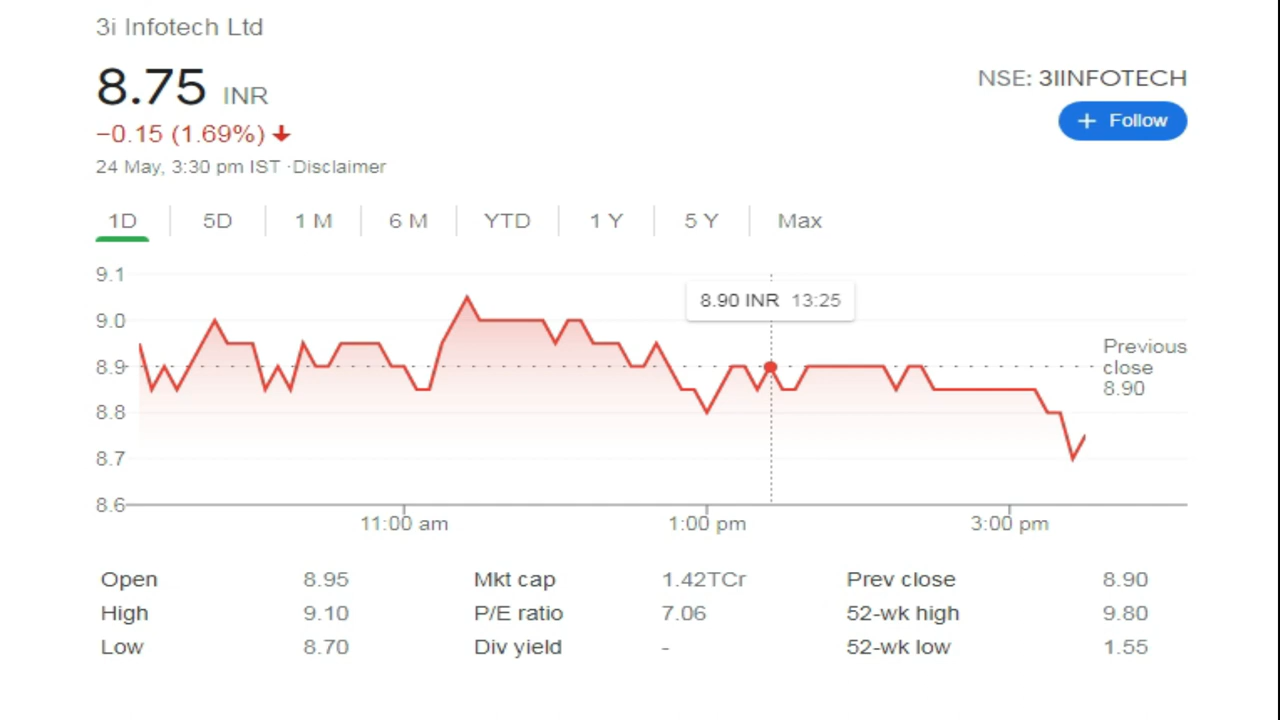 3i Infotech Ltd
8.75 INR
NSE: 3IINFOTECH
+ Follow
−0.15 (1.69%)
24 May, 3:30 pm IST ·Disclaimer
1D 5D 1 M 6 M YTD 1 Y 5 Y Max
9.1
9.0
8.9
8.8
8.7
8.6
8.90 INR 13:25
Previous
close
8.90
11:00 am 1:00 pm 3:00 pm
Open 8.95 Mkt cap 1.42TCr Prev close 8.90
High 9.10 P/E ratio 7.06 52-wk high 9.80
Low 8.70 Div yield - 52-wk low 1.55